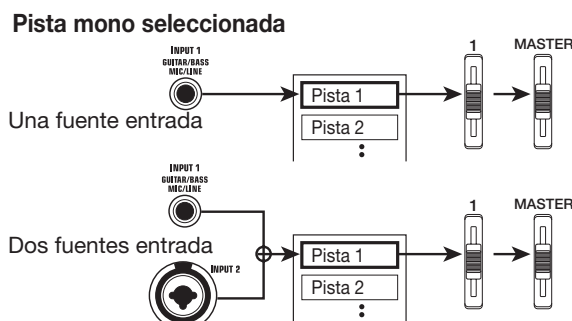 Pista mono seleccionada
INPUT 1
GUITAR/BASS
MIC/LINE
1
MASTER
Pista 1
Una fuente entrada
Pista 2
INPUT 1
GUITAR/BASS
MIC/LINE
1
MASTER
Dos fuentes entrada
Pista 1
INPUT 2
Pista 2